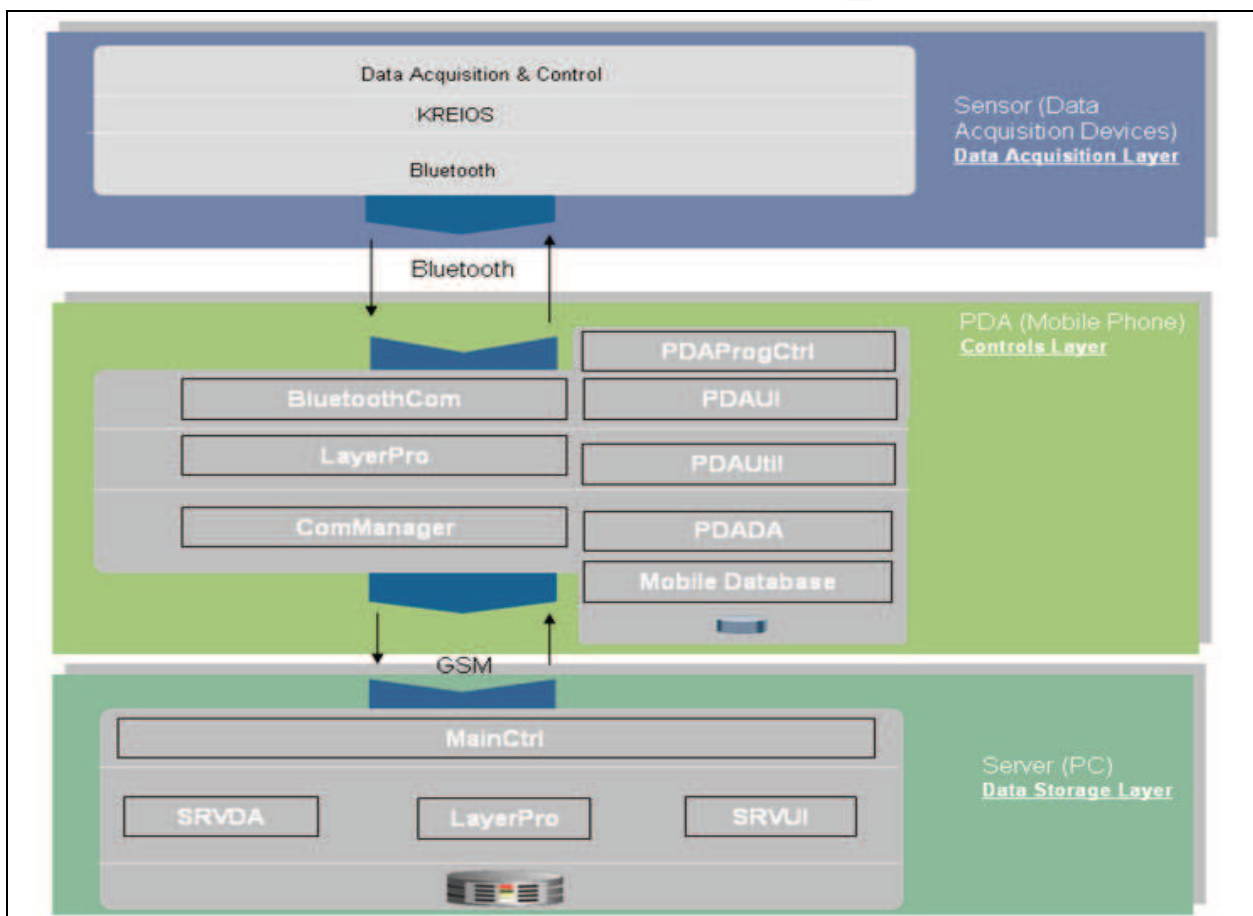 Data Acquisition & Control
KREIOS
Bluetooth
Sensor (Data
Acquisition Devices)
Data Acquisition Layer
Bluetooth
PDA (Mobile Phone)
Controls Layer
PDAProgCtrl
BluetoothCom
PDAUI
LayerPro
PDAUtil
ComManager
PDADA
Mobile Database
GSM
MainCtrl
Server (PC)
Data Storage Layer
SRVDA
LayerPro
SRVUI